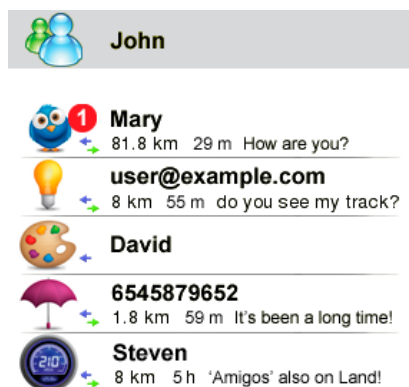 John
1
Mary
81.8 km 29 m How are you?
user@example.com
8 km 55 m do you see my track?
David
6545879652
1.8 km 59 m It's been a long time!
210
Steven
8 km 5 h 'Amigos' also on Land!